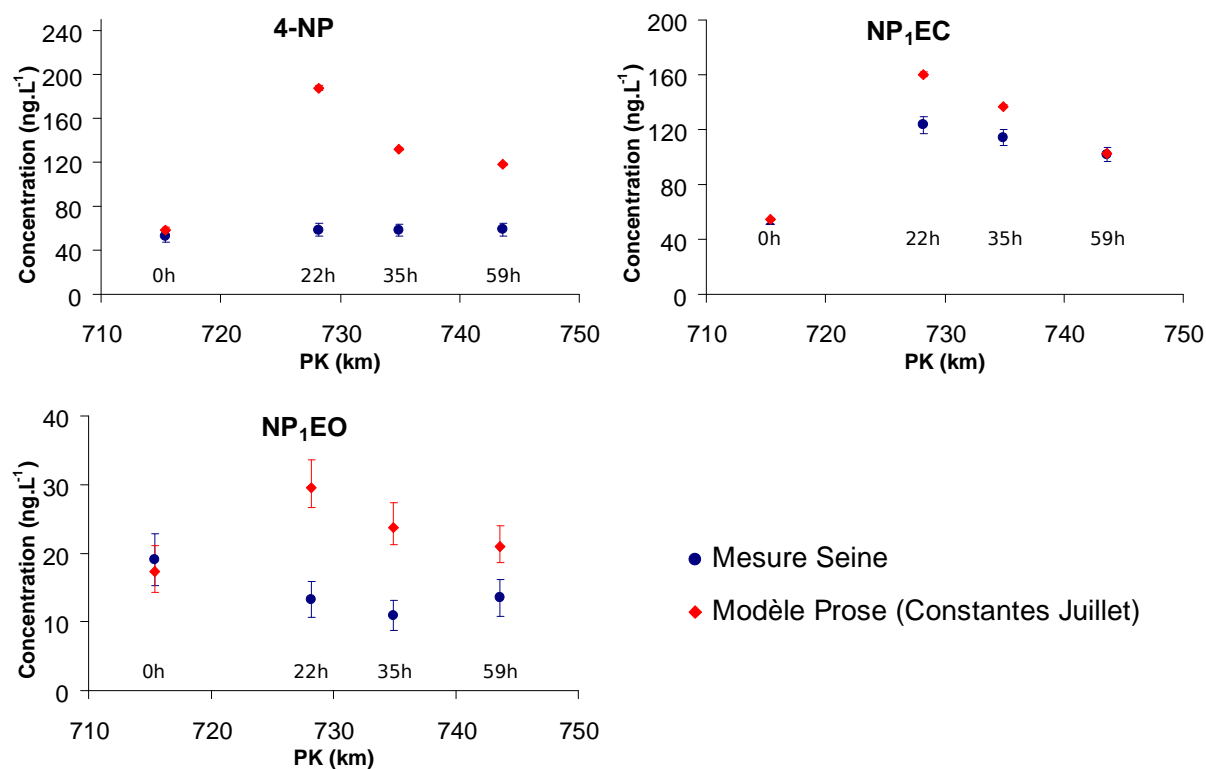 4-NP
Concentration (ng.L-1)
240
200
160
120
80
40
0
0h 22h 35h 59h
710 720 730 740 750
PK (km)
NP1EC
Concentration (ng.L-1)
200
160
120
80
40
0
0h 22h 35h 59h
710 720 730 740 750
PK (km)
NP1EO
Concentration (ng.L-1)
40
30
20
10
0
0h 22h 35h 59h
710 720 730 740 750
PK (km)
Mesure Seine
Modèle Prose (Constantes Juillet)